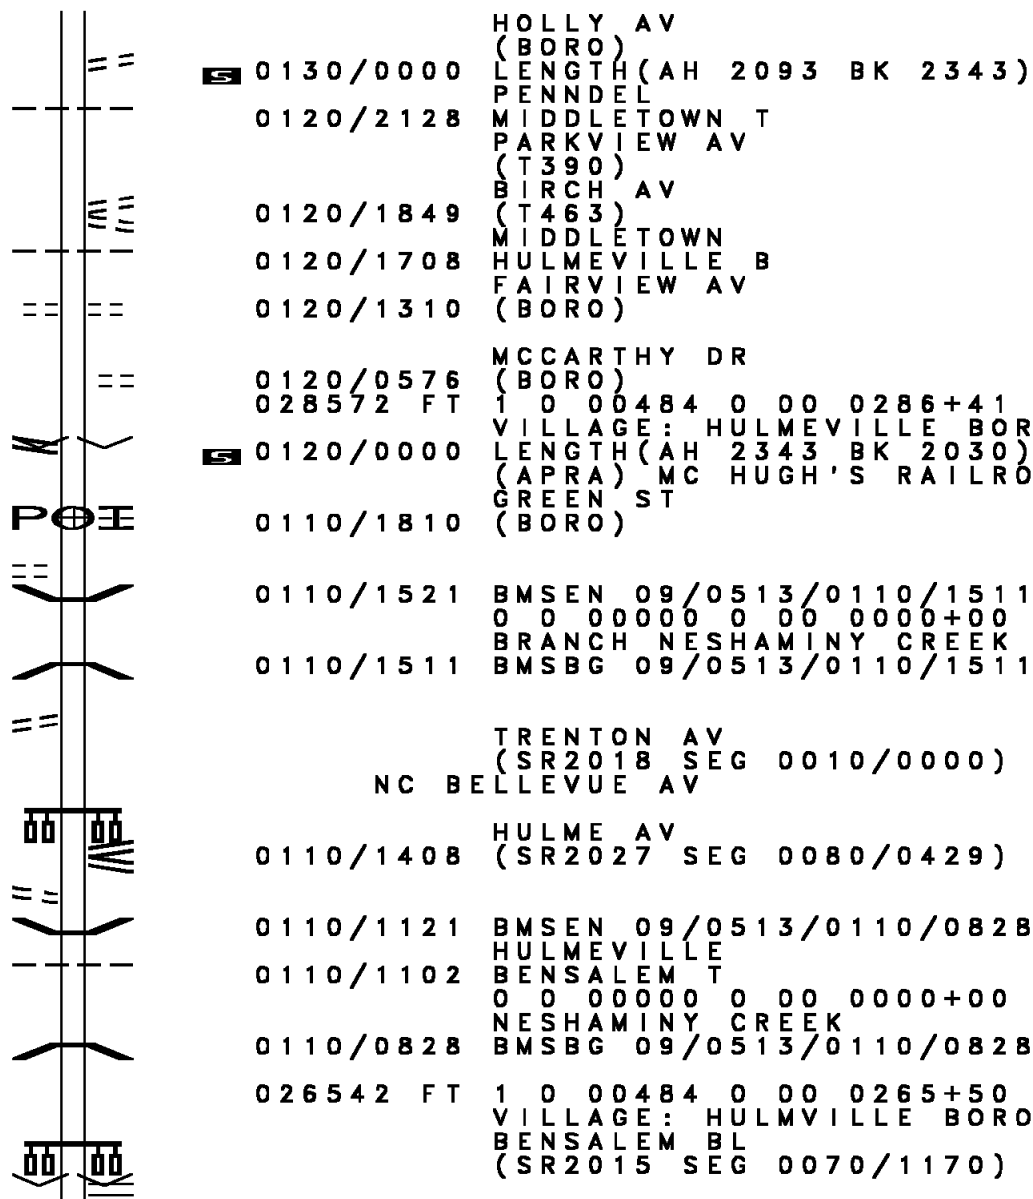 HOLLY AV
(BORO)
S 0130/0000 LENGTH(AH 2093 BK 2343)
PENNDEL
0120/2128 MIDDLETOWN T
PARKVIEW AV
(T390)
BIRCH AV
0120/1849 (T463)
MIDDLETOWN
0120/1708 HULMEVILLE B
FAIRVIEW AV
0120/1310 (BORO)
MCCARTHY DR
0120/0576 (BORO)
028572 FT 1 0 00484 0 00 0286+41
VILLAGE: HULMEVILLE BOR
S 0120/0000 LENGTH(AH 2343 BK 2030)
(APRA) MC HUGH'S RAILRO
GREEN ST
POI 0110/1810 (BORO)
0110/1521 BMSEN 09/0513/0110/1511
0 0 00000 0 00 0000+00
BRANCH NESHAMINY CREEK
0110/1511 BMSBG 09/0513/0110/1511
TRENTON AV
(SR2018 SEG 0010/0000)
NC BELLEVUE AV
HULME AV
0110/1408 (SR2027 SEG 0080/0429)
0110/1121 BMSEN 09/0513/0110/0828
HULMEVILLE
0110/1102 BENSALEM T
0 0 00000 0 00 0000+00
NESHAMINY CREEK
0110/0828 BMSBG 09/0513/0110/0828
026542 FT 1 0 00484 0 00 0265+50
VILLAGE: HULMVILLE BORO
BENSALEM BL
(SR2015 SEG 0070/1170)